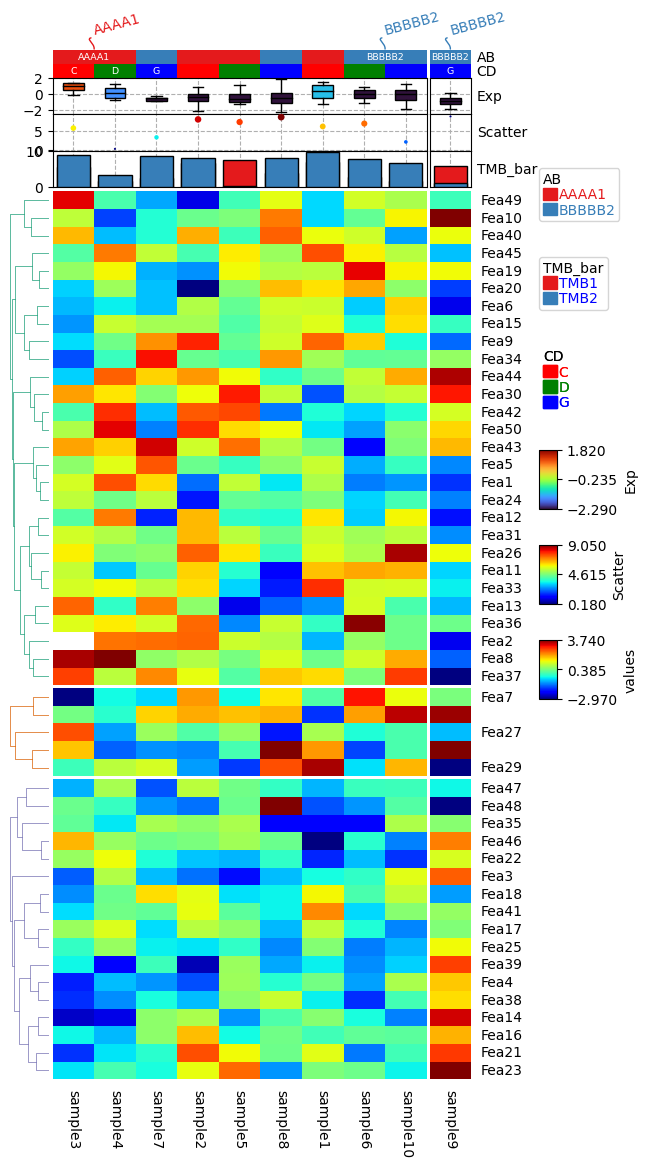 AAAA1
BBBBB2
BBBBB2
AAAA1
BBBBB2
BBBBB2
AB
C
D
G
G
CD
2
0
−2
Exp
5
0
Scatter
10
0
TMB_bar
Fea49
Fea10
Fea40
Fea45
Fea19
Fea20
Fea6
Fea15
Fea9
Fea34
Fea44
Fea30
Fea42
Fea50
Fea43
Fea5
Fea1
Fea24
Fea12
Fea31
Fea26
Fea11
Fea33
Fea13
Fea36
Fea2
Fea8
Fea37
Fea7
Fea27
Fea29
Fea47
Fea48
Fea35
Fea46
Fea22
Fea3
Fea18
Fea41
Fea17
Fea25
Fea39
Fea4
Fea38
Fea14
Fea16
Fea21
Fea23
sample3
sample4
sample7
sample2
sample5
sample8
sample1
sample6
sample10
sample9
AB
AAAA1
BBBBB2
TMB_bar
TMB1
TMB2
CD
C
D
G
1.820
−0.235
−2.290
Exp
9.050
4.615
0.180
Scatter
3.740
0.385
−2.970
values